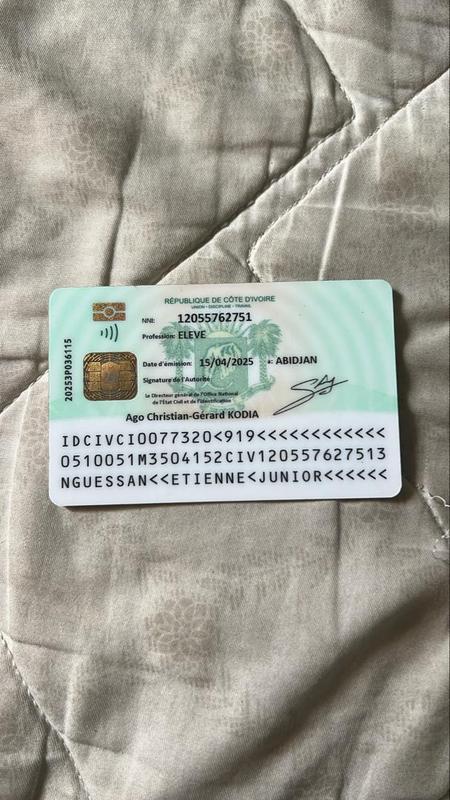 RÉPUBLIQUE DE CÔTE D'IVOIRE
UNION - DISCIPLINE - TRAVAIL
NNI: 12055762751
Profession: ELEVE
Date d'émission: 15/04/2025 à: ABIDJAN
Signature de l'Autorité
Le Directeur général de l'Office National
de l'État Civil et de l'Identification
Ago Christian-Gérard KODIA
20253P036115
IDCIVCI0077320<919<<<<<<<<<<<<
0510051M3504152CIV120557627513
NGUESSAN<<ETIENNE<JUNIOR<<<<<<